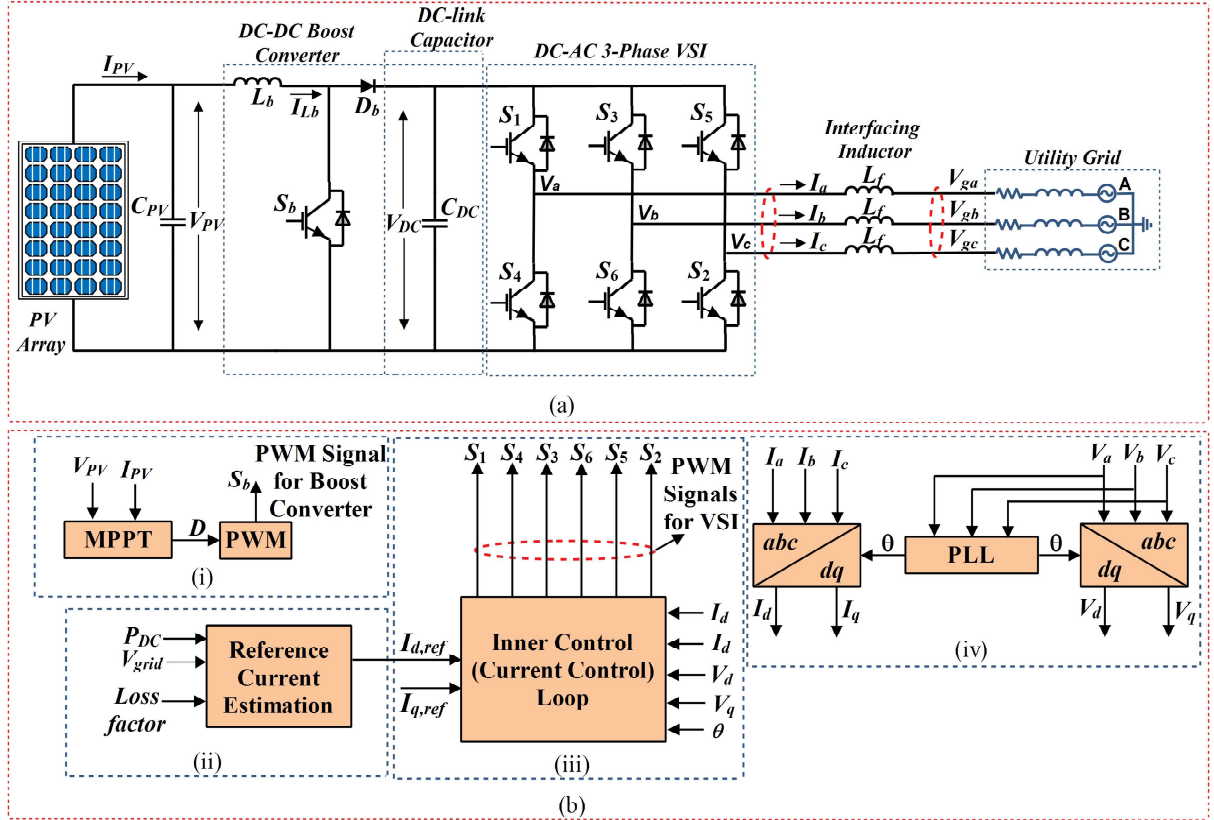 DC-DC Boost
Converter
DC-link
Capacitor
DC-AC 3-Phase VSI
I_PV
L_b
I_Lb
D_b
S_1
S_3
S_5
Interfacing
Inductor
Utility Grid
C_PV
V_PV
S_b
V_DC
C_DC
V_a
V_b
V_c
I_a
L_f
V_ga
A
I_b
L_f
V_gb
B
I_c
L_f
V_gc
C
S_4
S_6
S_2
PV
Array
(a)
V_PV
I_PV
S_b
PWM Signal
for Boost
Converter
MPPT
D
PWM
(i)
P_DC
V_grid
Loss
factor
Reference
Current
Estimation
(ii)
S_1
S_4
S_3
S_6
S_5
S_2
PWM
Signals
for VSI
I_d,ref
I_q,ref
Inner Control
(Current Control)
Loop
I_d
I_d
V_d
V_q
θ
(iii)
I_a
I_b
I_c
V_a
V_b
V_c
abc
dq
θ
PLL
θ
abc
dq
I_d
I_q
V_d
V_q
(iv)
(b)